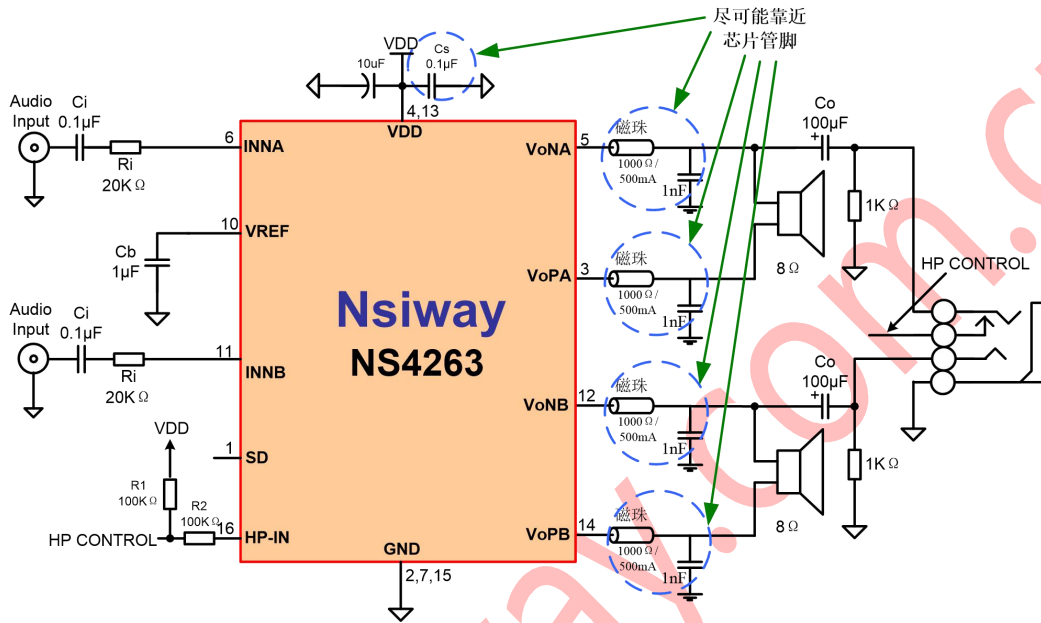 尽可能靠近
芯片管脚
VDD
Cs
0.1μF
10uF
4,13
VDD
Audio
Input
Ci
0.1μF
Ri
20KΩ
6
INNA
10
VREF
Cb
1μF
Audio
Input
Ci
0.1μF
Ri
20KΩ
11
INNB
VDD
1
SD
R1
100KΩ
R2
100KΩ
HP CONTROL
16
HP-IN
Nsiway
NS4263
GND
2,7,15
VoNA
5
磁珠
1000Ω/
500mA
1nF
VoPA
3
磁珠
1000Ω/
500mA
1nF
VoNB
12
磁珠
1000Ω/
500mA
1nF
VoPB
14
磁珠
1000Ω/
500mA
1nF
Co
100μF
+
1KΩ
8Ω
HP CONTROL
Co
100μF
+
1KΩ
8Ω
way.com.c